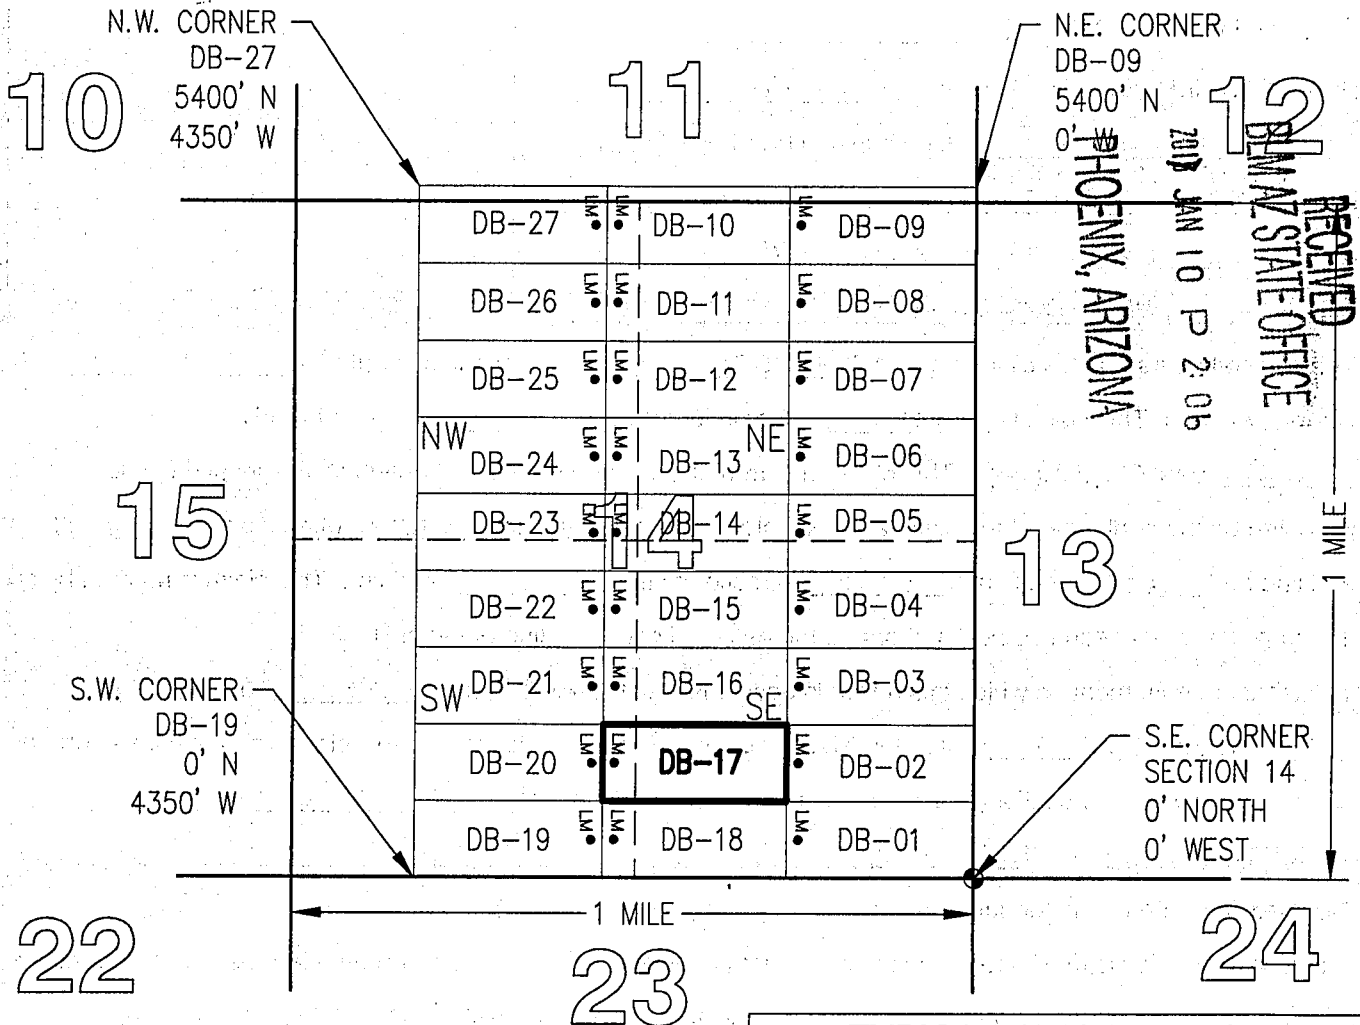 N.W. CORNER
DB-27
5400' N
4350' W
N.E. CORNER
DB-09
5400' N
0' W
10
11
12
RECEIVED
BLM AZ STATE OFFICE
JAN 10 P 2:06
PHOENIX, ARIZONA
LM LM LM
DB-27 DB-10 DB-09
LM LM LM
DB-26 DB-11 DB-08
LM LM LM
DB-25 DB-12 DB-07
NW NE
LM LM LM
DB-24 DB-13 DB-06
15
14
13
LM LM LM
DB-23 DB-14 DB-05
1 MILE
LM LM LM
DB-22 DB-15 DB-04
LM LM LM
DB-21 DB-16 DB-03
SW SE
S.W. CORNER
DB-19
0' N
4350' W
LM LM LM
DB-20 DB-17 DB-02
S.E. CORNER
SECTION 14
0' NORTH
0' WEST
LM LM LM
DB-19 DB-18 DB-01
1 MILE
22
23
24